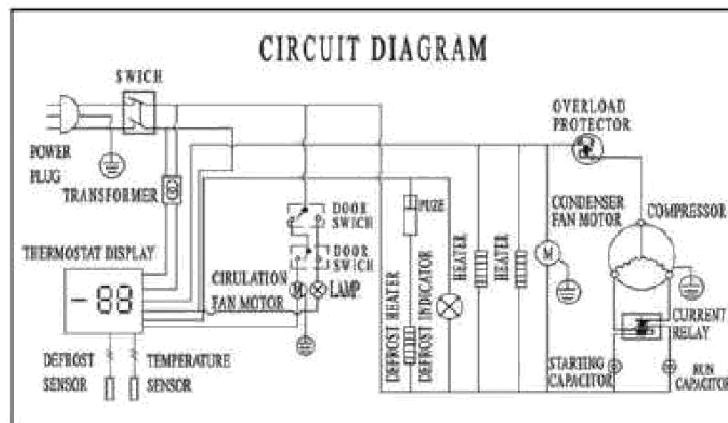 CIRCUIT DIAGRAM
SWICH
OVERLOAD
PROTECTOR
POWER
PLUG
TRANSFORMER
DOOR
SWICH
FUZE
CONDENSER
FAN MOTOR
COMPRESSOR
THERMOSTAT DISPLAY
DOOR
SWICH
HEATER
HEATER
M
-88
CIRULATION
FAN MOTOR
M
LAMP
DEFROST HEATER
DEFROST INDICATOR
CURRENT
RELAY
DEFROST
SENSOR
TEMPERATURE
SENSOR
STARTING
CAPACITOR
RUN
CAPACITOR